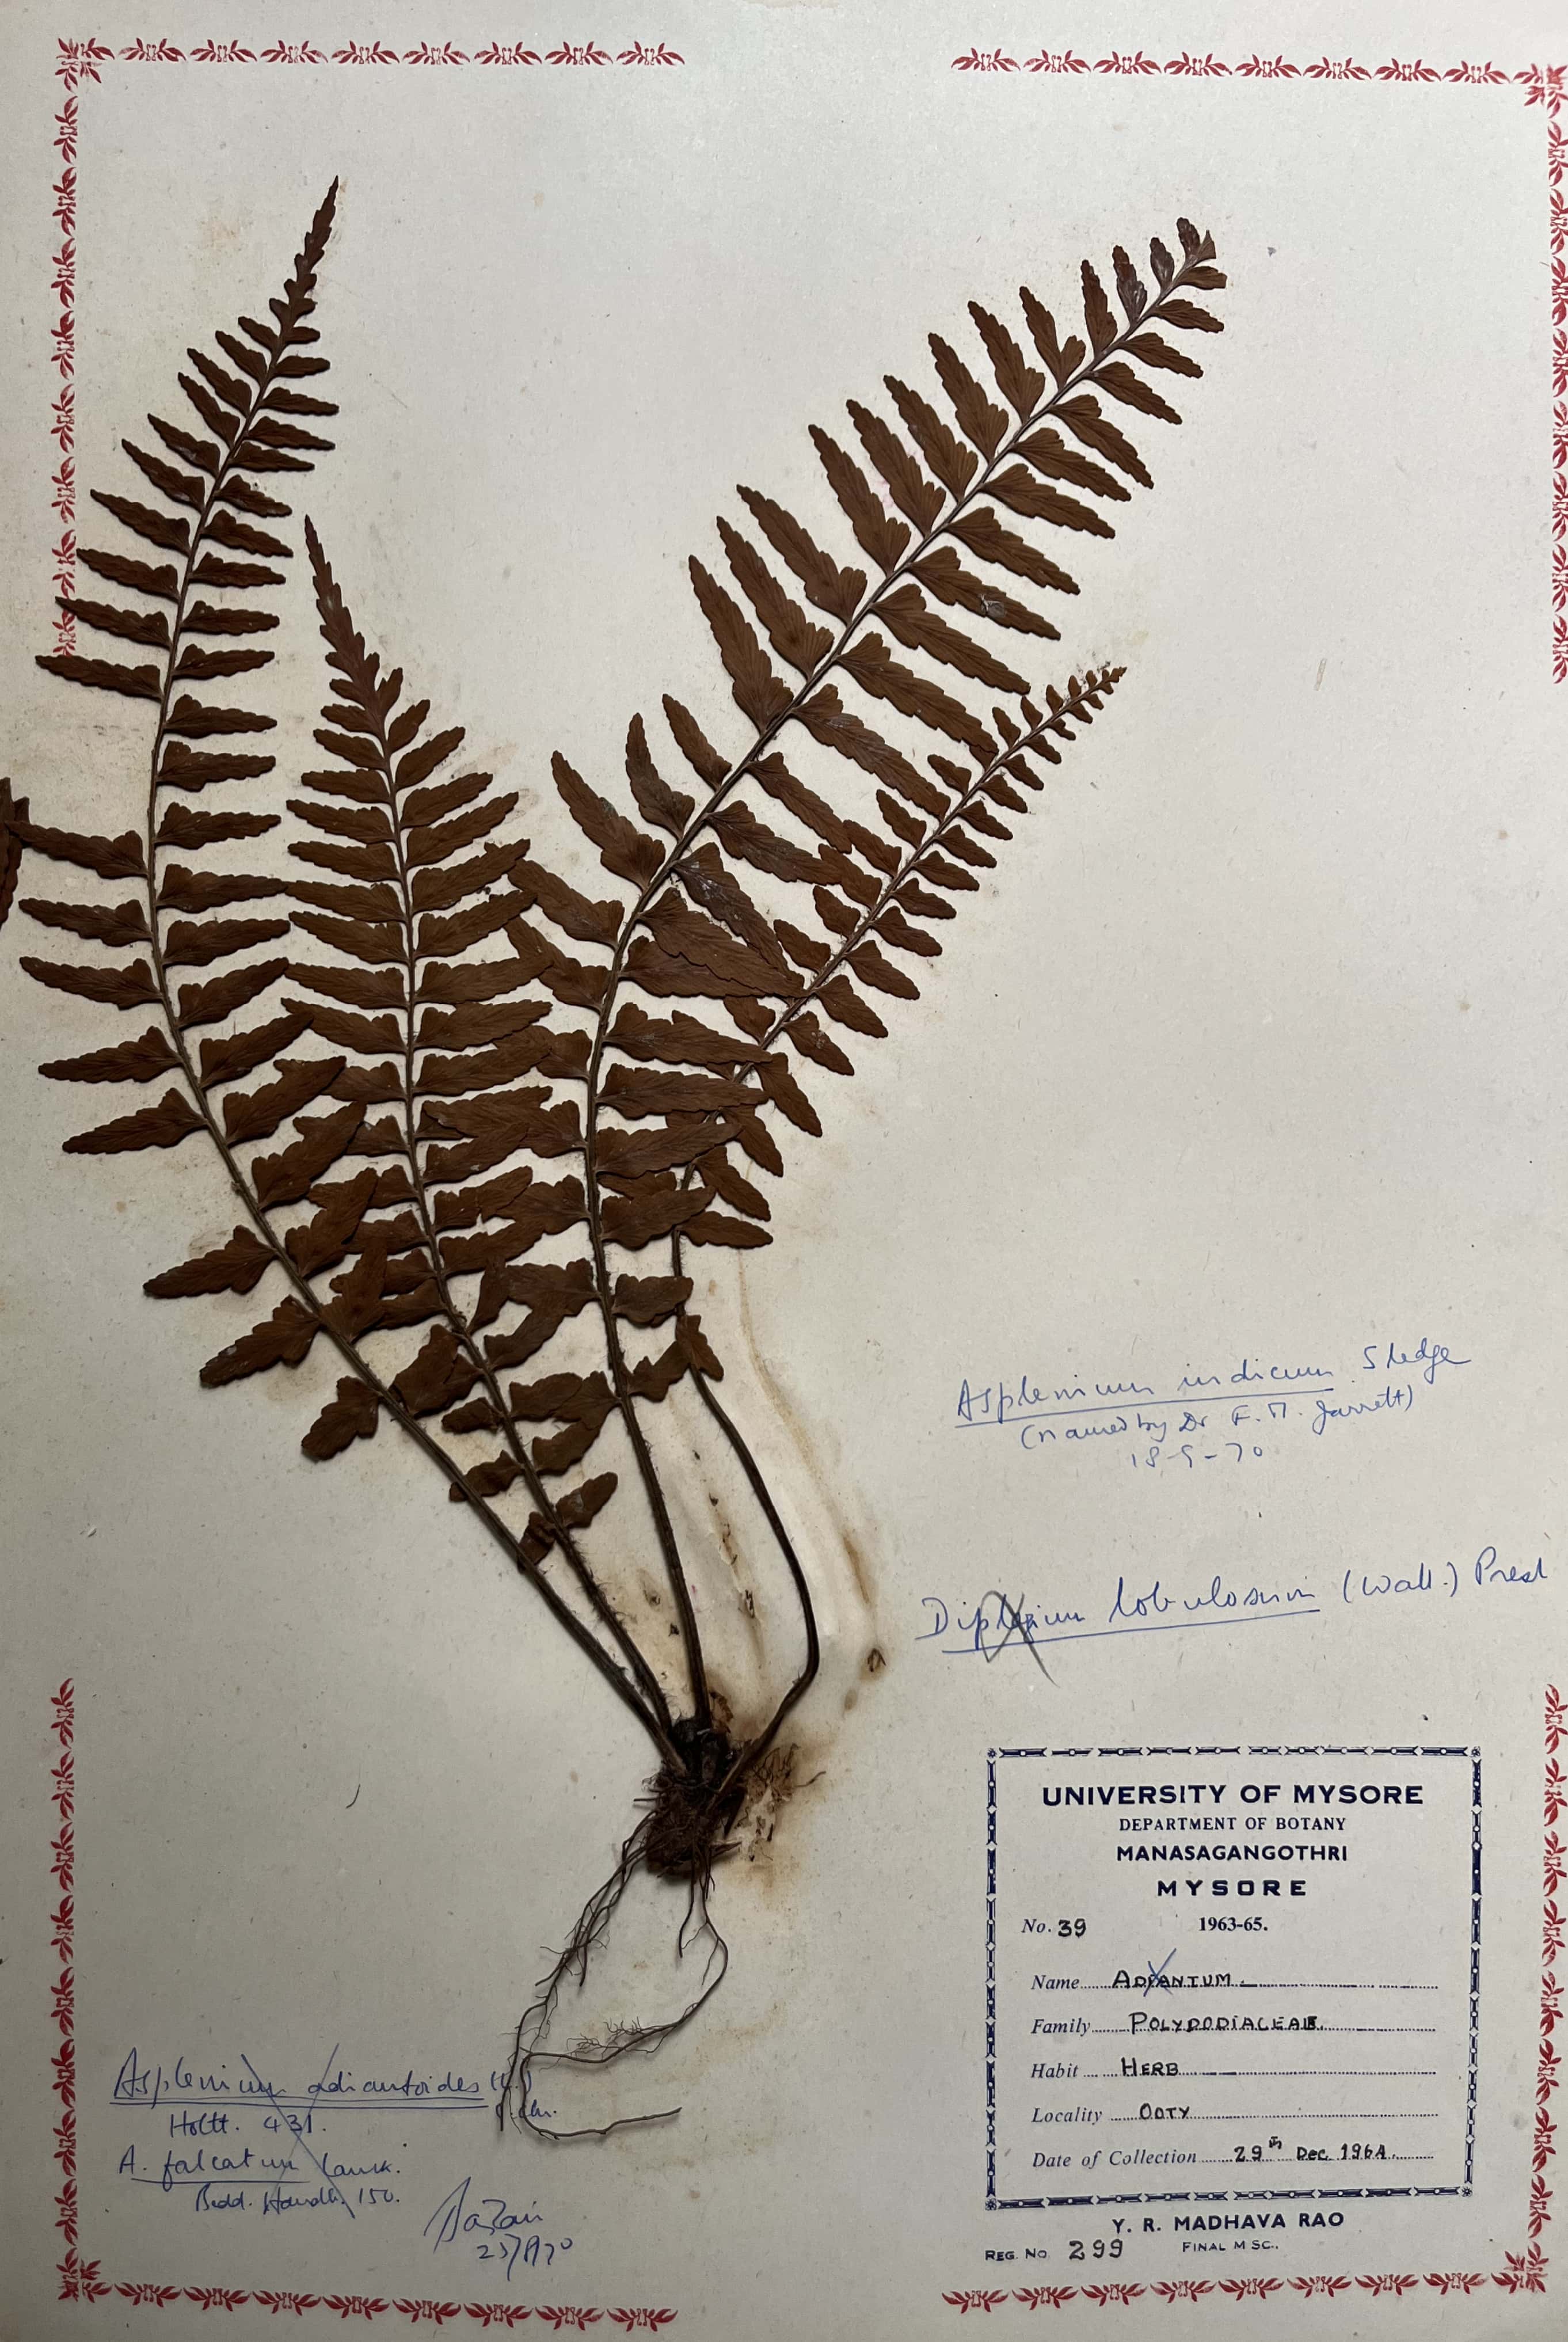 Asplenium indicum Sledge
(named by Dr F. M. Jarrett)
18-9-70
Diplazium lobulosum (Wall.) Presl
UNIVERSITY OF MYSORE
DEPARTMENT OF BOTANY
MANASAGANGOTHRI
MYSORE
No. 39 1963-65.
Name ADIANTUM.
Family POLYPODIACEAE.
Habit HERB
Locality OOTY
Date of Collection 29th Dec. 1964.
Y. R. MADHAVA RAO
FINAL M SC.,
REG. NO 299
Asplenium adiantoides (L.)
C. Chr.
Holtt. 431.
A. falcatum Lamk.
Bedd. Handb. 150.